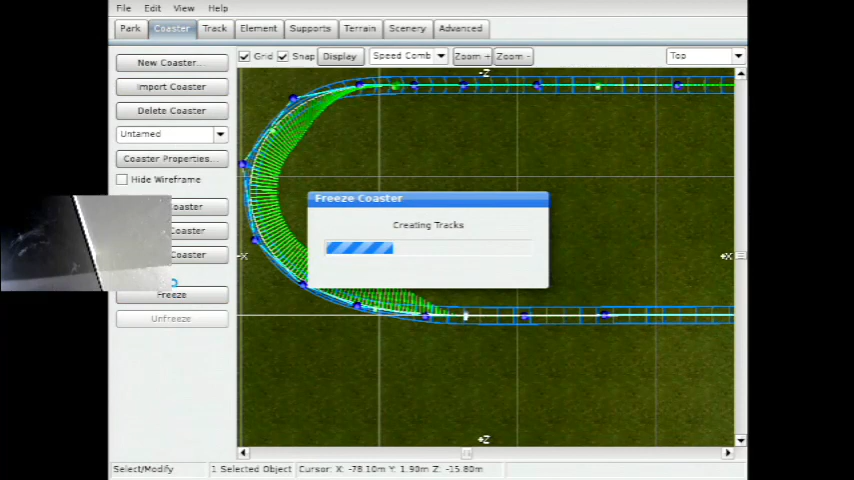 File Edit View Help
Park Coaster Track Element Supports Terrain Scenery Advanced
New Coaster... Grid Snap Display Speed Comb Zoom + Zoom - Top
Import Coaster
Delete Coaster
Untamed
Coaster Properties...
Hide Wireframe
Coaster
Coaster
Coaster
Freeze
Unfreeze
-Z
Freeze Coaster
Creating Tracks
-X
+X
+Z
Select/Modify 1 Selected Object Cursor: X: -78.10m Y: 1.90m Z: -15.80m